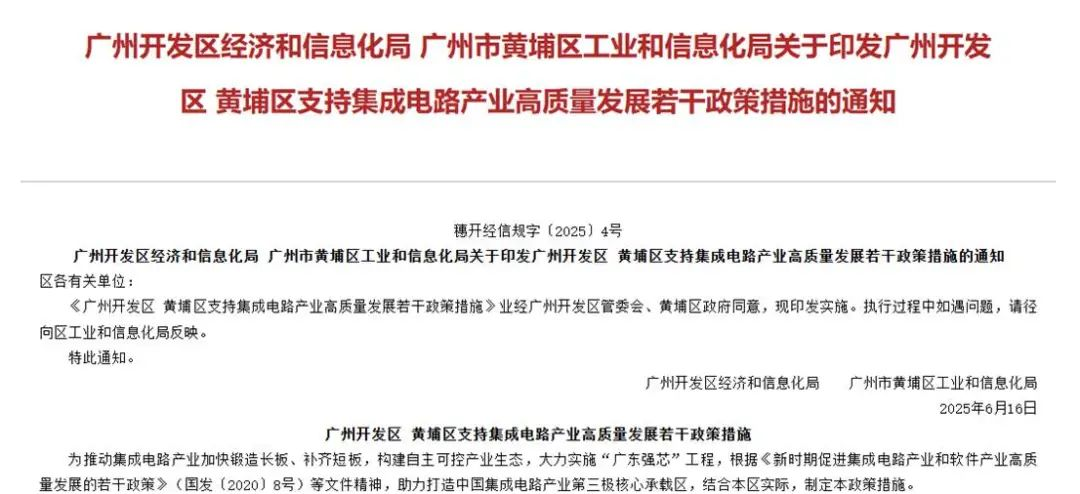 广州开发区经济和信息化局 广州市黄埔区工业和信息化局关于印发广州开发
区 黄埔区支持集成电路产业高质量发展若干政策措施的通知
穗开经信规字〔2025〕4号
广州开发区经济和信息化局 广州市黄埔区工业和信息化局关于印发广州开发区 黄埔区支持集成电路产业高质量发展若干政策措施的通知
区各有关单位：
《广州开发区 黄埔区支持集成电路产业高质量发展若干政策措施》业经广州开发区管委会、黄埔区政府同意，现印发实施。执行过程中如遇问题，请径
向区工业和信息化局反映。
特此通知。
广州开发区经济和信息化局 广州市黄埔区工业和信息化局
2025年6月16日
广州开发区 黄埔区支持集成电路产业高质量发展若干政策措施
为推动集成电路产业加快锻造长板、补齐短板，构建自主可控产业生态，大力实施“广东强芯”工程，根据《新时期促进集成电路产业和软件产业高质
量发展的若干政策》（国发〔2020〕8号）等文件精神，助力打造中国集成电路产业第三极核心承载区，结合本区实际，制定本政策措施。